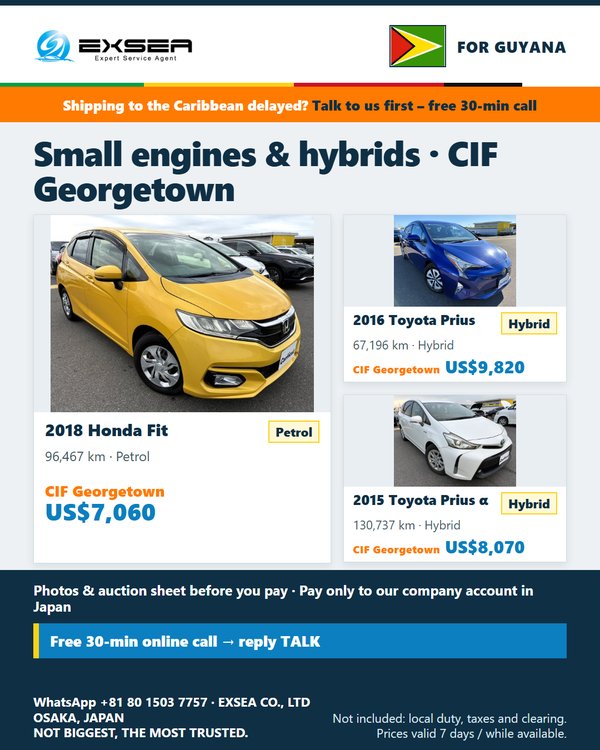 EXSEA
Expert Service Agent
FOR GUYANA
Shipping to the Caribbean delayed? Talk to us first – free 30-min call
Small engines & hybrids · CIF
Georgetown
2018 Honda Fit
Petrol
96,467 km · Petrol
CIF Georgetown
US$7,060
2016 Toyota Prius
Hybrid
67,196 km · Hybrid
CIF Georgetown US$9,820
2015 Toyota Prius α
Hybrid
130,737 km · Hybrid
CIF Georgetown US$8,070
Photos & auction sheet before you pay · Pay only to our company account in
Japan
Free 30-min online call → reply TALK
WhatsApp +81 80 1503 7757 · EXSEA CO., LTD
OSAKA, JAPAN
NOT BIGGEST, THE MOST TRUSTED.
Not included: local duty, taxes and clearing.
Prices valid 7 days / while available.